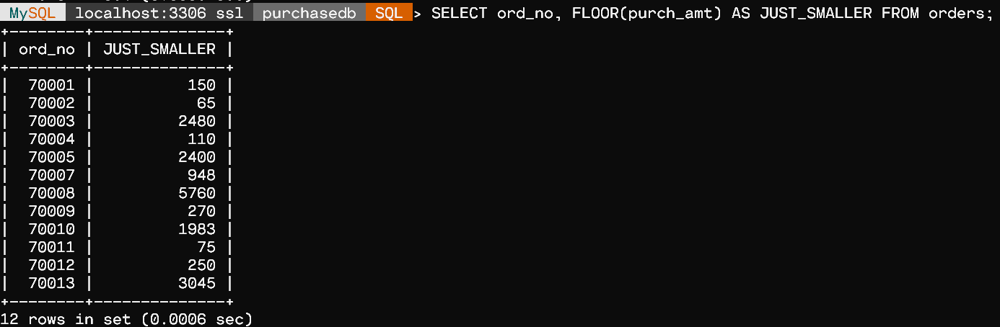 MySQL localhost:3306 ssl purchasedb SQL > SELECT ord_no, FLOOR(purch_amt) AS JUST_SMALLER FROM orders;
+--------+--------------+
| ord_no | JUST_SMALLER |
+--------+--------------+
|  70001 |          150 |
|  70002 |           65 |
|  70003 |         2480 |
|  70004 |          110 |
|  70005 |         2400 |
|  70007 |          948 |
|  70008 |         5760 |
|  70009 |          270 |
|  70010 |         1983 |
|  70011 |           75 |
|  70012 |          250 |
|  70013 |         3045 |
+--------+--------------+
12 rows in set (0.0006 sec)